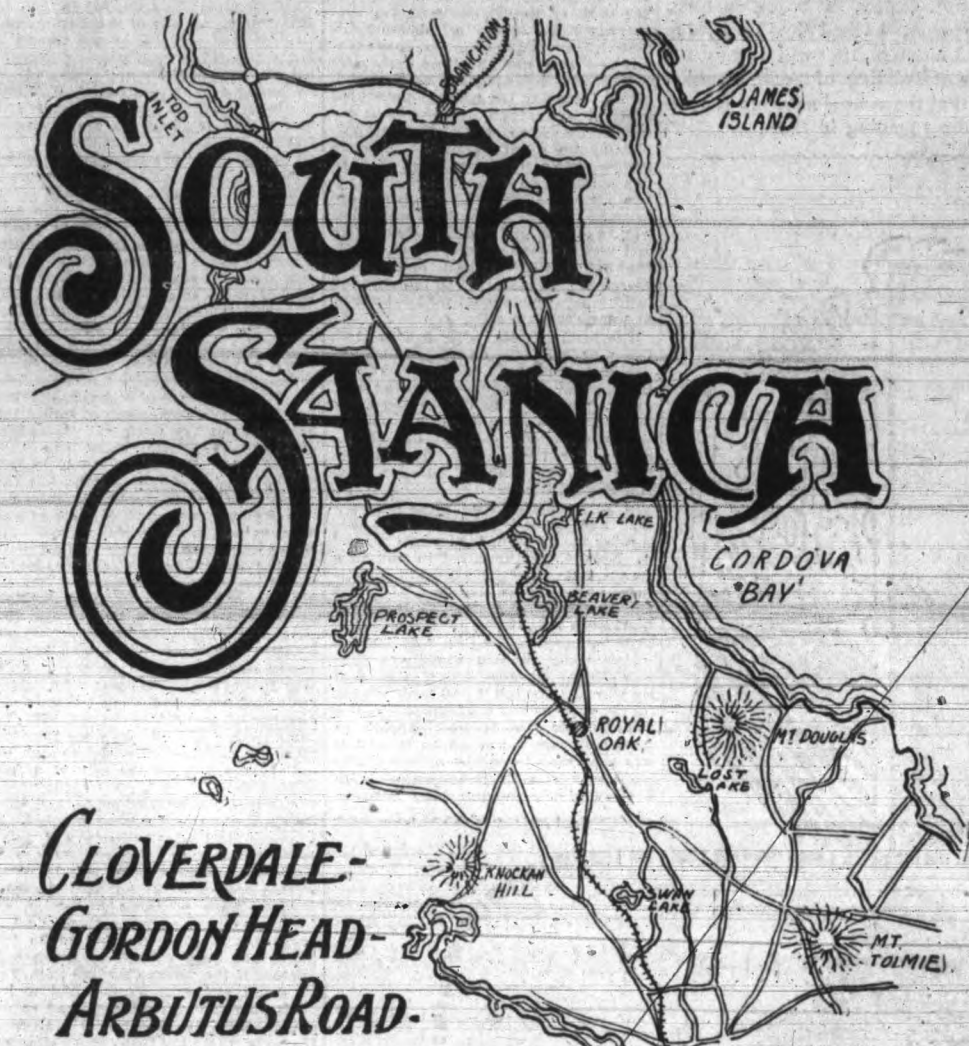 SAANICHTON
TOD
INLET
JAMES
ISLAND
SOUTH
SAANICH
ELK LAKE
CORDOVA
BAY
BEAVER
LAKE
PROSPECT
LAKE
ROYAL
OAK
MT DOUGLAS
LOST
LAKE
CLOVERDALE-
KNOCKAN
HILL
SWAN
LAKE
GORDON HEAD-
MT.
TOLMIE
ARBUTUS ROAD-